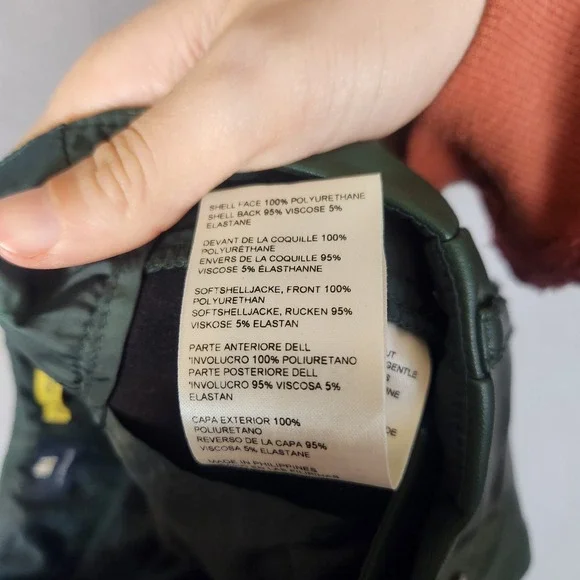 SHELL FACE 100% POLYURETHANE
SHELL BACK 95% VISCOSE 5%
ELASTANE
DEVANT DE LA COQUILLE 100%
POLYURÉTHANE
ENVERS DE LA COQUILLE 95%
VISCOSE 5% ÉLASTHANNE
SOFTSHELLJACKE, FRONT 100%
POLYURETHAN
SOFTSHELLJACKE, RUCKEN 95%
VISKOSE 5% ELASTAN
PARTE ANTERIORE DELL
'INVOLUCRO 100% POLIURETANO
PARTE POSTERIORE DELL
'INVOLUCRO 95% VISCOSA 5%
ELASTAN
CAPA EXTERIOR 100%
POLIURETANO
REVERSO DE LA CAPA 95%
VISCOSA 5% ELASTANO
MADE IN PHILIPPINES
GENTLE